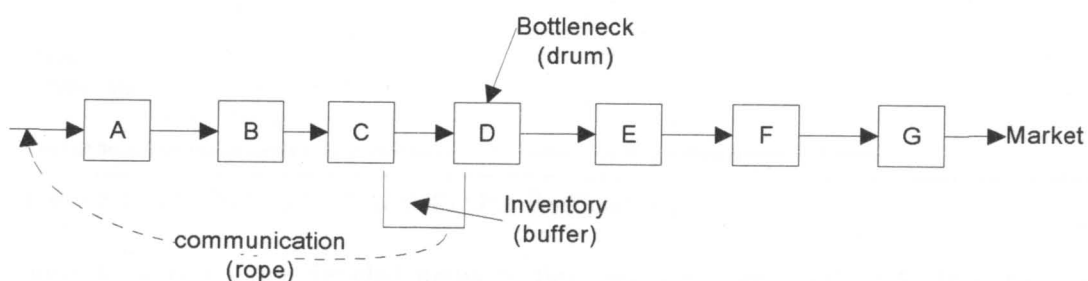 Bottleneck
(drum)
A
B
C
D
E
F
G
Market
Inventory
(buffer)
communication
(rope)